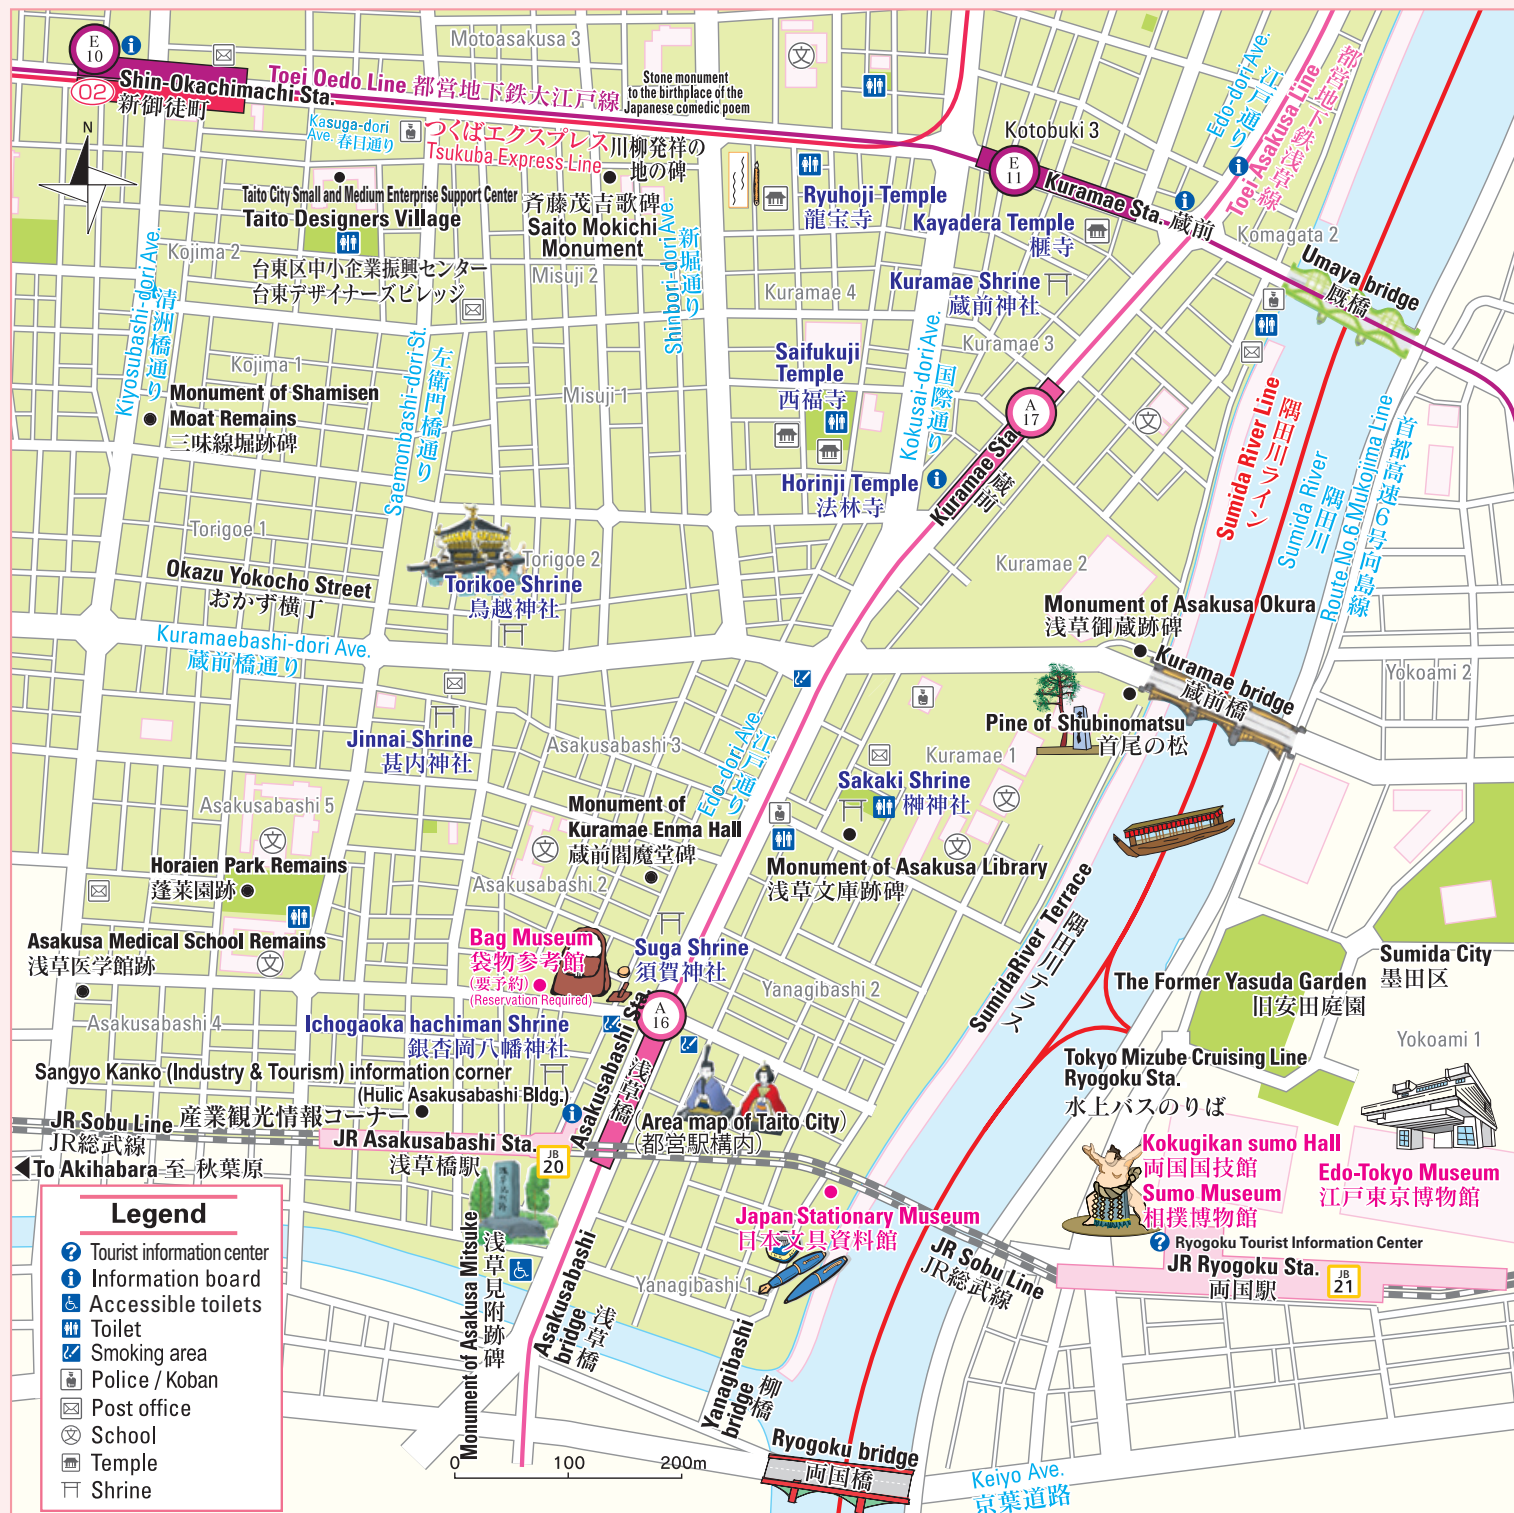 E
10
02
Shin-Okachimachi Sta.
新御徒町
Toei Oedo Line 都営地下鉄大江戸線
Motoasakusa 3
Stone monument
to the birthplace of the
Japanese comedic poem
川柳発祥の
地の碑
つくばエクスプレス
Tsukuba Express Line
Kasuga-dori
Ave. 春日通り
N
Taito City Small and Medium Enterprise Support Center
Taito Designers Village
台東区中小企業振興センター
台東デザイナーズビレッジ
斉藤茂吉歌碑
Saito Mokichi
Monument
Kotobuki 3
E
11
Kuramae Sta. 蔵前
Edo-dori Ave.
江戸通り
Toei Asakusa Line
都営地下鉄浅草線
Ryuhoji Temple
龍宝寺
Kayadera Temple
榧寺
Komagata 2
Umaya bridge
厩橋
Kuramae Shrine
蔵前神社
Kojima 2
Misuji 2
Shinbori-dori Ave.
新堀通り
Kuramae 4
Kuramae 3
Kiyosubashi-dori Ave.
清洲橋通り
Kojima 1
Saemonbashi-dori St.
左衛門橋通り
Misuji 1
Saifukuji
Temple
西福寺
Kokusai-dori Ave.
国際通り
A
17
Kuramae Sta.
蔵前
Monument of Shamisen
Moat Remains
三味線堀跡碑
Horinji Temple
法林寺
Sumida River Line
隅田川ライン
Sumida River
隅田川
Route No.6 Mukojima Line
首都高速6号向島線
Torigoe 1
Torigoe 2
Torikoe Shrine
鳥越神社
Okazu Yokocho Street
おかず横丁
Kuramae 2
Monument of Asakusa Okura
浅草御蔵跡碑
Kuramaebashi-dori Ave.
蔵前橋通り
Kuramae bridge
蔵前橋
Yokoami 2
Pine of Shubinomatsu
首尾の松
Jinnai Shrine
甚内神社
Asakusabashi 3
Edo-dori Ave.
江戸通り
Kuramae 1
Sakaki Shrine
榊神社
Asakusabashi 5
Monument of
Kuramae Enma Hall
蔵前閻魔堂碑
Monument of Asakusa Library
浅草文庫跡碑
Horaien Park Remains
蓬莱園跡
Asakusabashi 2
SumidaRiver Terrace
隅田川テラス
Asakusa Medical School Remains
浅草医学館跡
Bag Museum
袋物参考館
(要予約)
(Reservation Required)
Suga Shrine
須賀神社
Yanagibashi 2
Sumida City
墨田区
The Former Yasuda Garden
旧安田庭園
Asakusabashi 4
Ichogaoka hachiman Shrine
銀杏岡八幡神社
A
16
Asakusabashi Sta.
浅草橋
Yokoami 1
Tokyo Mizube Cruising Line
Ryogoku Sta.
水上バスのりば
Sangyo Kanko (Industry & Tourism) information corner
(Hulic Asakusabashi Bldg.)
産業観光情報コーナー
(Area map of Taito City)
(都営駅構内)
JR Sobu Line
JR総武線
JR Asakusabashi Sta.
浅草橋駅
JB
20
To Akihabara 至 秋葉原
Kokugikan sumo Hall
両国国技館
Sumo Museum
相撲博物館
Edo-Tokyo Museum
江戸東京博物館
Ryogoku Tourist Information Center
JR Ryogoku Sta.
両国駅
JB
21
Japan Stationary Museum
日本文具資料館
JR Sobu Line
JR総武線
Monument of Asakusa Mitsuke
浅草見附跡碑
Asakusabashi
bridge
浅草橋
Yanagibashi 1
Yanagibashi
bridge
柳橋
Ryogoku bridge
両国橋
Keiyo Ave.
京葉道路
Legend
Tourist information center
Information board
Accessible toilets
Toilet
Smoking area
Police / Koban
Post office
School
Temple
Shrine
0 100 200m
文
文
文
文
文
文
文
文